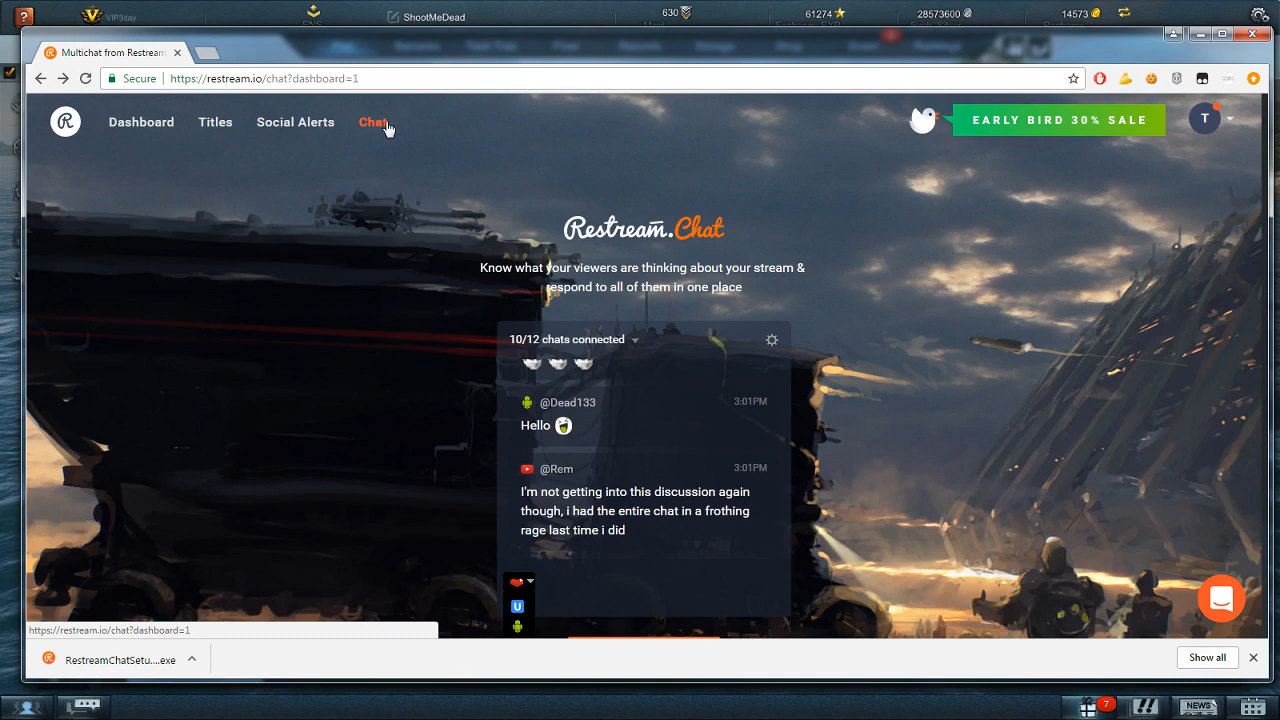 VIP3day
ShootMeDead
630
61274
28573600
14573
Multichat from Restream
Secure
https://restream.io/chat?dashboard=1
Dashboard
Titles
Social Alerts
Chat
EARLY BIRD 30% SALE
T
Restream.Chat
Know what your viewers are thinking about your stream &
respond to all of them in one place
10/12 chats connected
@Dead133
3:01PM
Hello
@Rem
3:01PM
I'm not getting into this discussion again
though, i had the entire chat in a frothing
rage last time i did
U
https://restream.io/chat?dashboard=1
RestreamChatSetu....exe
Show all
7
NEWS